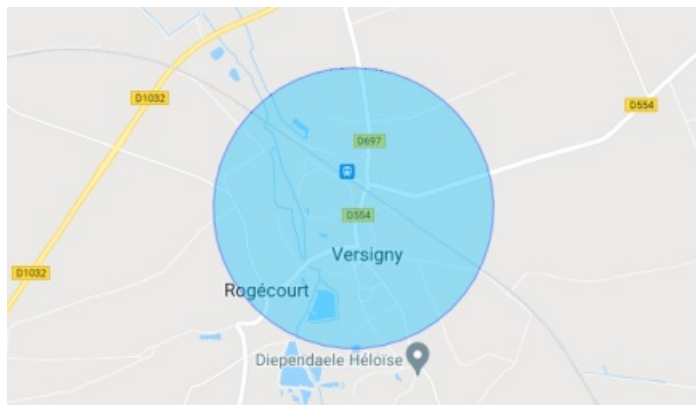 D1032
D554
D697
D554
Versigny
D1032
Rogécourt
Diependaele Héloïse